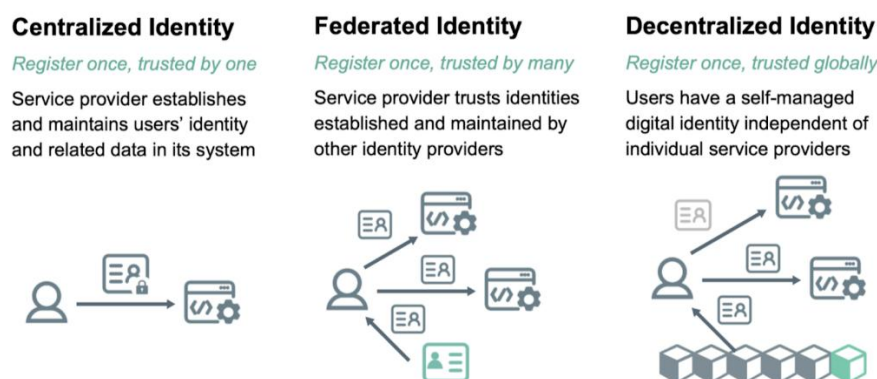 Centralized Identity
Register once, trusted by one
Service provider establishes
and maintains users' identity
and related data in its system
Federated Identity
Register once, trusted by many
Service provider trusts identities
established and maintained by
other identity providers
Decentralized Identity
Register once, trusted globally
Users have a self-managed
digital identity independent of
individual service providers